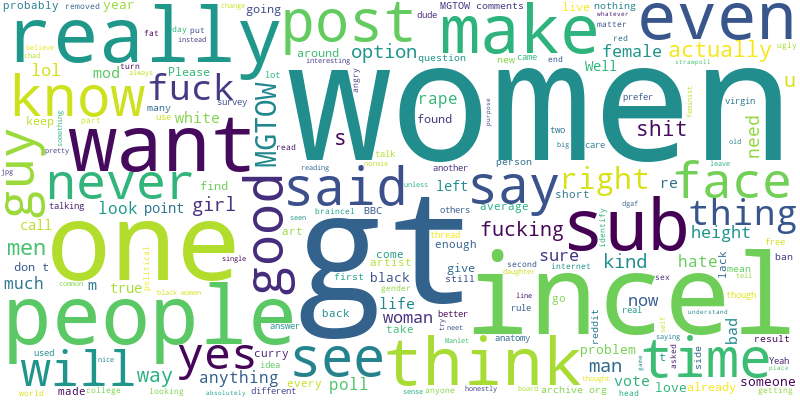 probably removed year
going
put
instead
really
post
make
even
around
option
MGTOW comments
dude
whatever
matter
live
nothing
believe
chad
fat
day
turn
always
change
interesting
red
ugly
lol
mod
Please
question
new
came
end
female
actually
Well
strawpoll
know
fuck
MGTOW
lot
angry
women
u
keep
many
survey
rape
purpose
prefer
virgin
feminist
guy
something
part
use
white
s
found
two
shit
need
want
read
big
care
old
jpg
pretty
talk
normie
person
leave
never
find
reading
another
talking
look
point
girl
good
said
unless
left
say
right
re
face
call
braincel
BBC
others
average
short
dgaf
thing
men
don t
one
art
seen
thread
enough
fucking
sub
identify
height
political
artist
come
sure
kind
hate
free
ban
much
m
true
single
first
black
gt
give
still
second
internet
now
lack
mean
tell
people
common
black women
gender
life
daughter
incel
sex
though
back
woman
line
go
reddit
understand
answer
take
better
rule
real
bad
will
used
nice
yes
curry
see
try
neet
Manlet
anatomy
think
problem
saying
self
asked
side
time
result
Yeah
place
way
anything
idea
man
rt
game
made
college
looking
every
poll
sense
anyone
honestly
board
thought
archive org
vote
head
love
already
someone
getting
world
absolutely
different